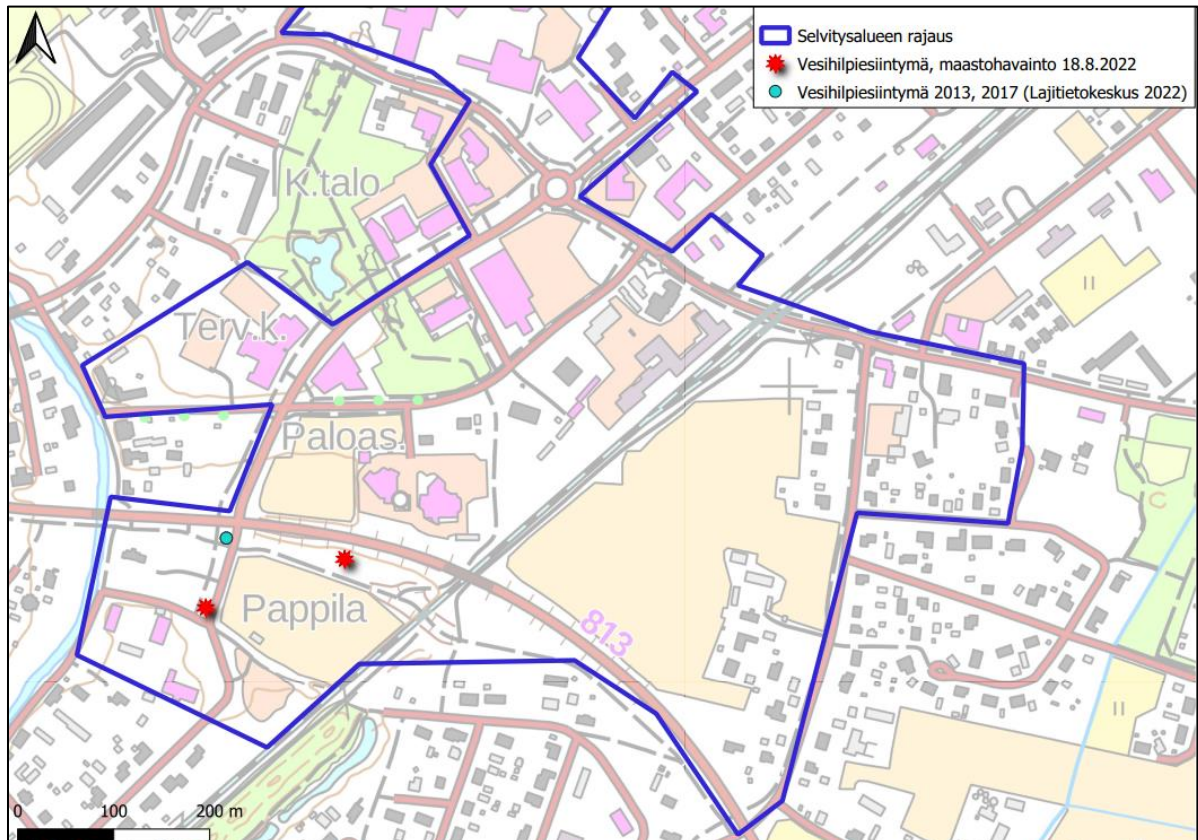 Selvitysalueen rajaus
Vesihilpiesiintymä, maastohavainto 18.8.2022
Vesihilpiesiintymä 2013, 2017 (Lajitietokeskus 2022)
K.talo
Terv.k.
Paloas.
Pappila
813
II
II
0 100 200 m